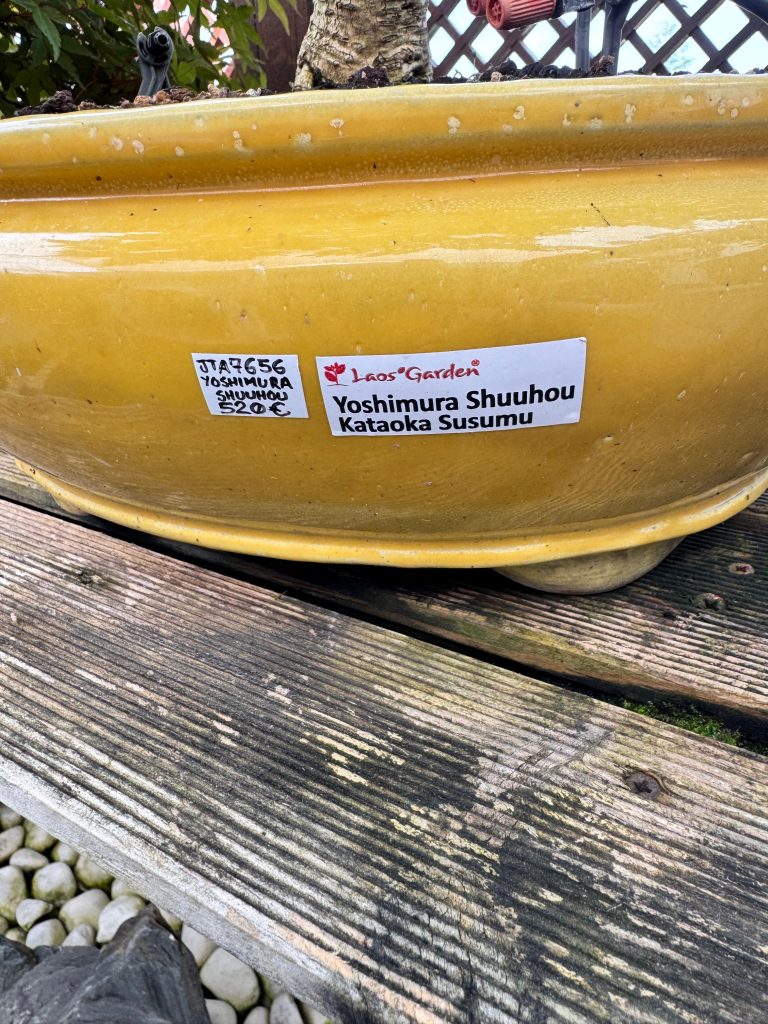 JTA7656
YOSHIMURA
SHUUHOU
520€
Laos Garden®
Yoshimura Shuuhou
Kataoka Susumu